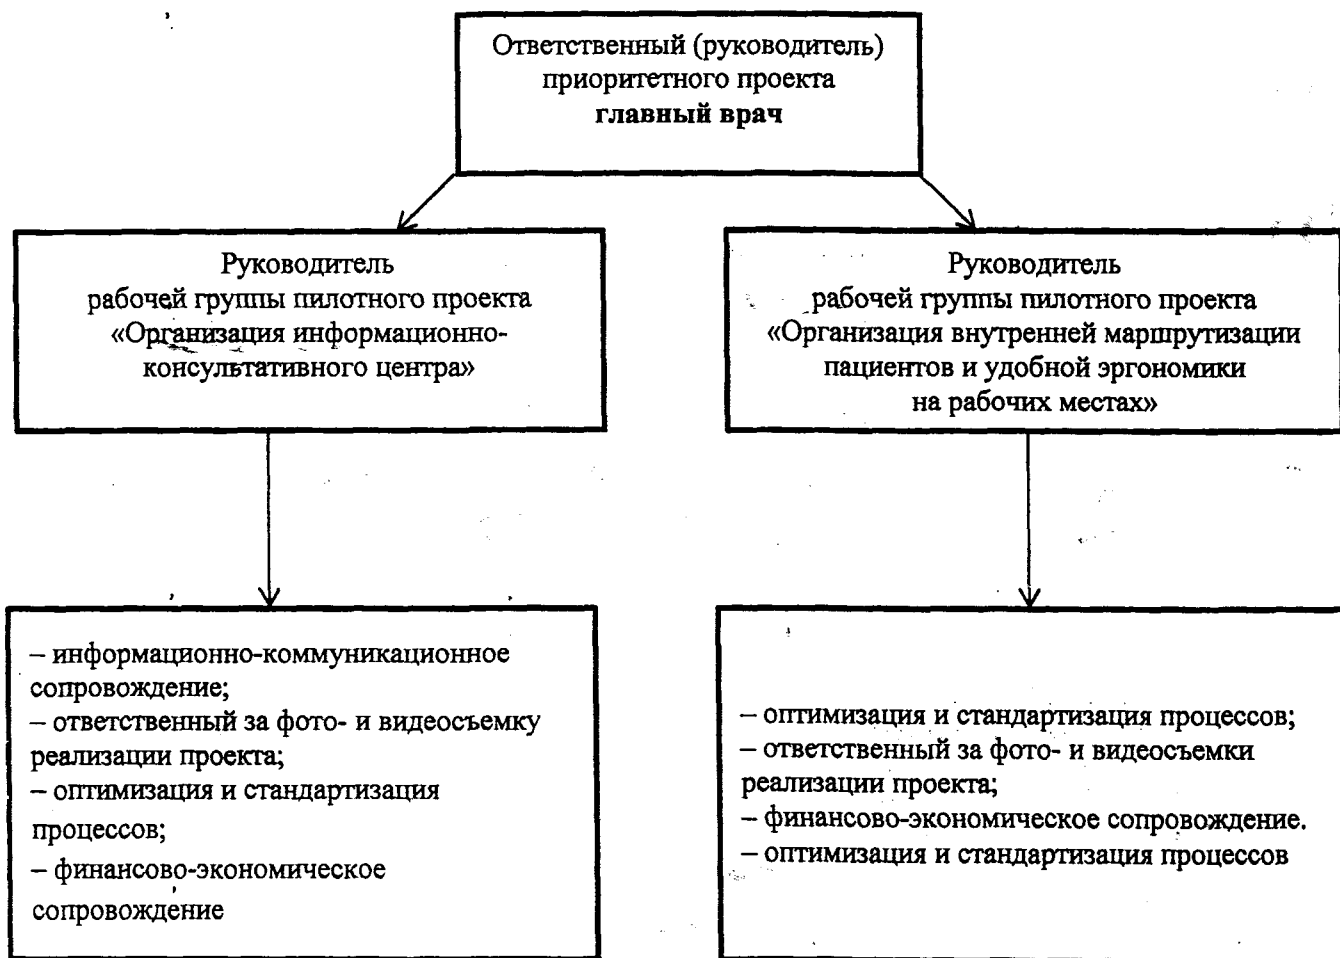 Ответственный (руководитель)
приоритетного проекта
главный врач
Руководитель
рабочей группы пилотного проекта
«Организация информационно-
консультативного центра»
Руководитель
рабочей группы пилотного проекта
«Организация внутренней маршрутизации
пациентов и удобной эргономики
на рабочих местах»
– информационно-коммуникационное
сопровождение;
– ответственный за фото- и видеосъемку
реализации проекта;
– оптимизация и стандартизация
процессов;
– финансово-экономическое
сопровождение
– оптимизация и стандартизация процессов;
– ответственный за фото- и видеосъемки
реализации проекта;
– финансово-экономическое сопровождение.
– оптимизация и стандартизация процессов